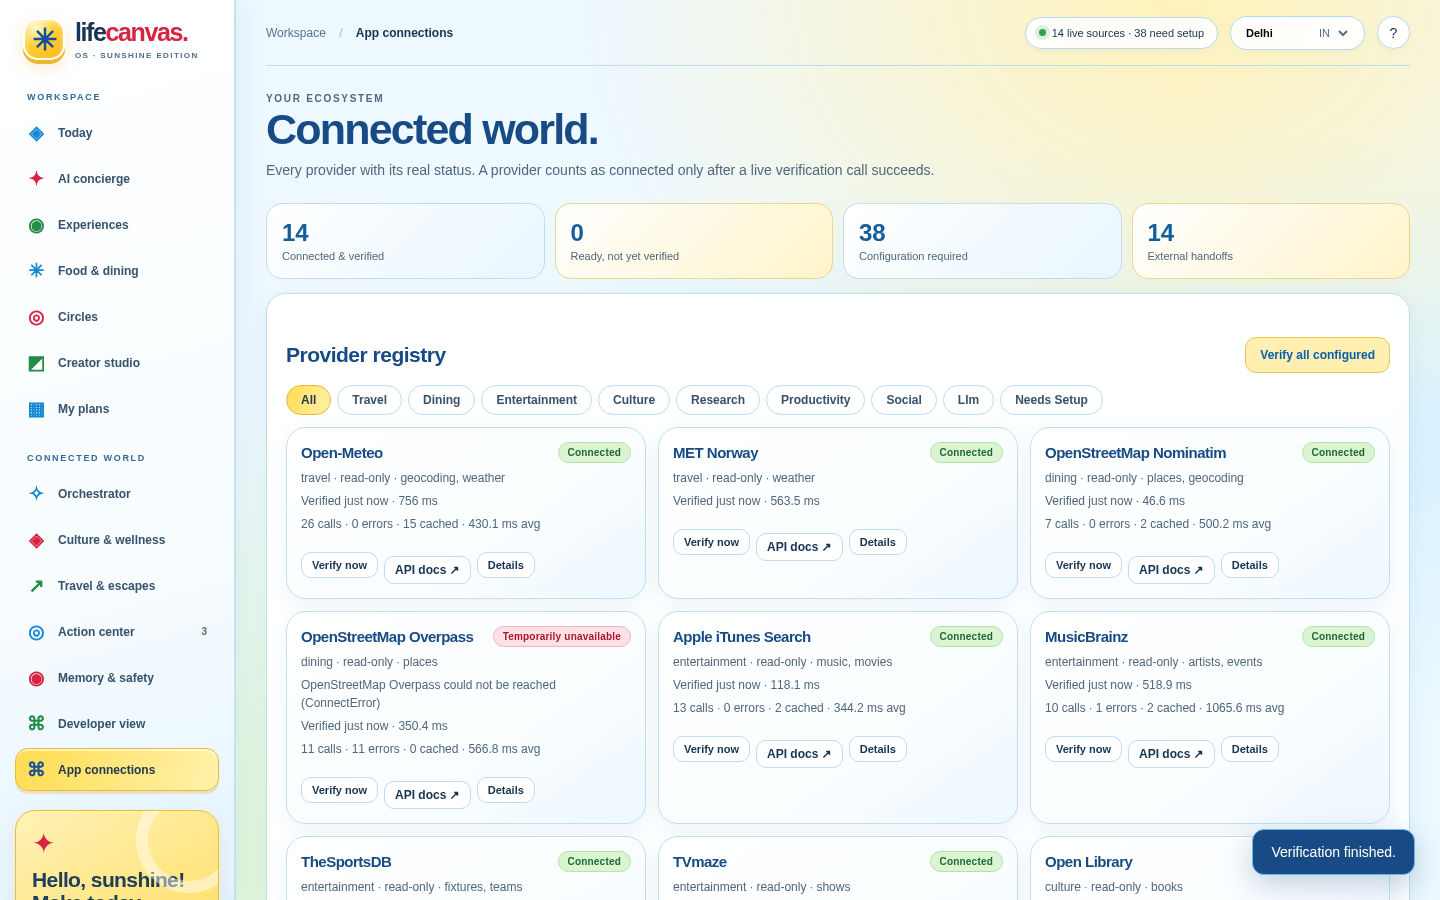 lifecanvas.
OS · SUNSHINE EDITION
WORKSPACE
Today
AI concierge
Experiences
Food & dining
Circles
Creator studio
My plans
CONNECTED WORLD
Orchestrator
Culture & wellness
Travel & escapes
Action center 3
Memory & safety
Developer view
App connections
Hello, sunshine!
Workspace / App connections
14 live sources · 38 need setup
Delhi IN
?
YOUR ECOSYSTEM
Connected world.
Every provider with its real status. A provider counts as connected only after a live verification call succeeds.
14
Connected & verified
0
Ready, not yet verified
38
Configuration required
14
External handoffs
Provider registry
Verify all configured
All Travel Dining Entertainment Culture Research Productivity Social Llm Needs Setup
Open-Meteo Connected
travel · read-only · geocoding, weather
Verified just now · 756 ms
26 calls · 0 errors · 15 cached · 430.1 ms avg
Verify now API docs ↗ Details
MET Norway Connected
travel · read-only · weather
Verified just now · 563.5 ms
Verify now API docs ↗ Details
OpenStreetMap Nominatim Connected
dining · read-only · places, geocoding
Verified just now · 46.6 ms
7 calls · 0 errors · 2 cached · 500.2 ms avg
Verify now API docs ↗ Details
OpenStreetMap Overpass Temporarily unavailable
dining · read-only · places
OpenStreetMap Overpass could not be reached
(ConnectError)
Verified just now · 350.4 ms
11 calls · 11 errors · 0 cached · 566.8 ms avg
Verify now API docs ↗ Details
Apple iTunes Search Connected
entertainment · read-only · music, movies
Verified just now · 118.1 ms
13 calls · 0 errors · 2 cached · 344.2 ms avg
Verify now API docs ↗ Details
MusicBrainz Connected
entertainment · read-only · artists, events
Verified just now · 518.9 ms
10 calls · 1 errors · 2 cached · 1065.6 ms avg
Verify now API docs ↗ Details
TheSportsDB Connected
entertainment · read-only · fixtures, teams
TVmaze Connected
entertainment · read-only · shows
Open Library
culture · read-only · books
Verification finished.